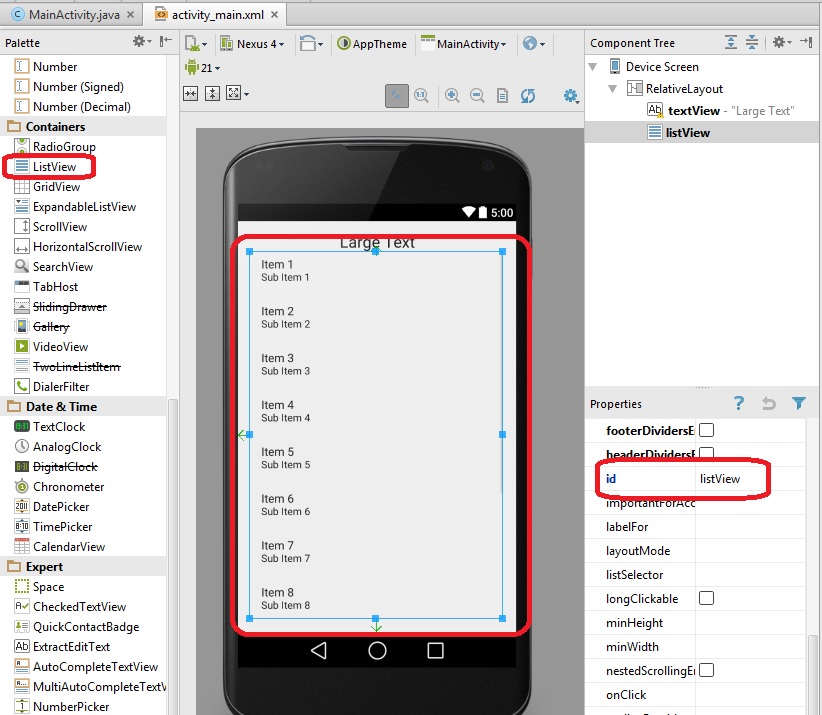 MainActivity.java
activity_main.xml
Palette
Nexus 4
AppTheme
MainActivity
Component Tree
21
Number
Number (Signed)
Number (Decimal)
Containers
RadioGroup
ListView
GridView
ExpandableListView
ScrollView
HorizontalScrollView
SearchView
TabHost
SlidingDrawer
Gallery
VideoView
TwoLineListItem
DialerFilter
Date & Time
TextClock
AnalogClock
DigitalClock
Chronometer
DatePicker
TimePicker
CalendarView
Expert
Space
CheckedTextView
QuickContactBadge
ExtractEditText
AutoCompleteTextView
MultiAutoCompleteTextV
NumberPicker
5:00
Large Text
Item 1
Sub Item 1
Item 2
Sub Item 2
Item 3
Sub Item 3
Item 4
Sub Item 4
Item 5
Sub Item 5
Item 6
Sub Item 6
Item 7
Sub Item 7
Item 8
Sub Item 8
Device Screen
RelativeLayout
textView - "Large Text"
listView
Properties
footerDividersE
headerDividersE
id listView
importantForAcc
labelFor
layoutMode
listSelector
longClickable
minHeight
minWidth
nestedScrollingEn
onClick